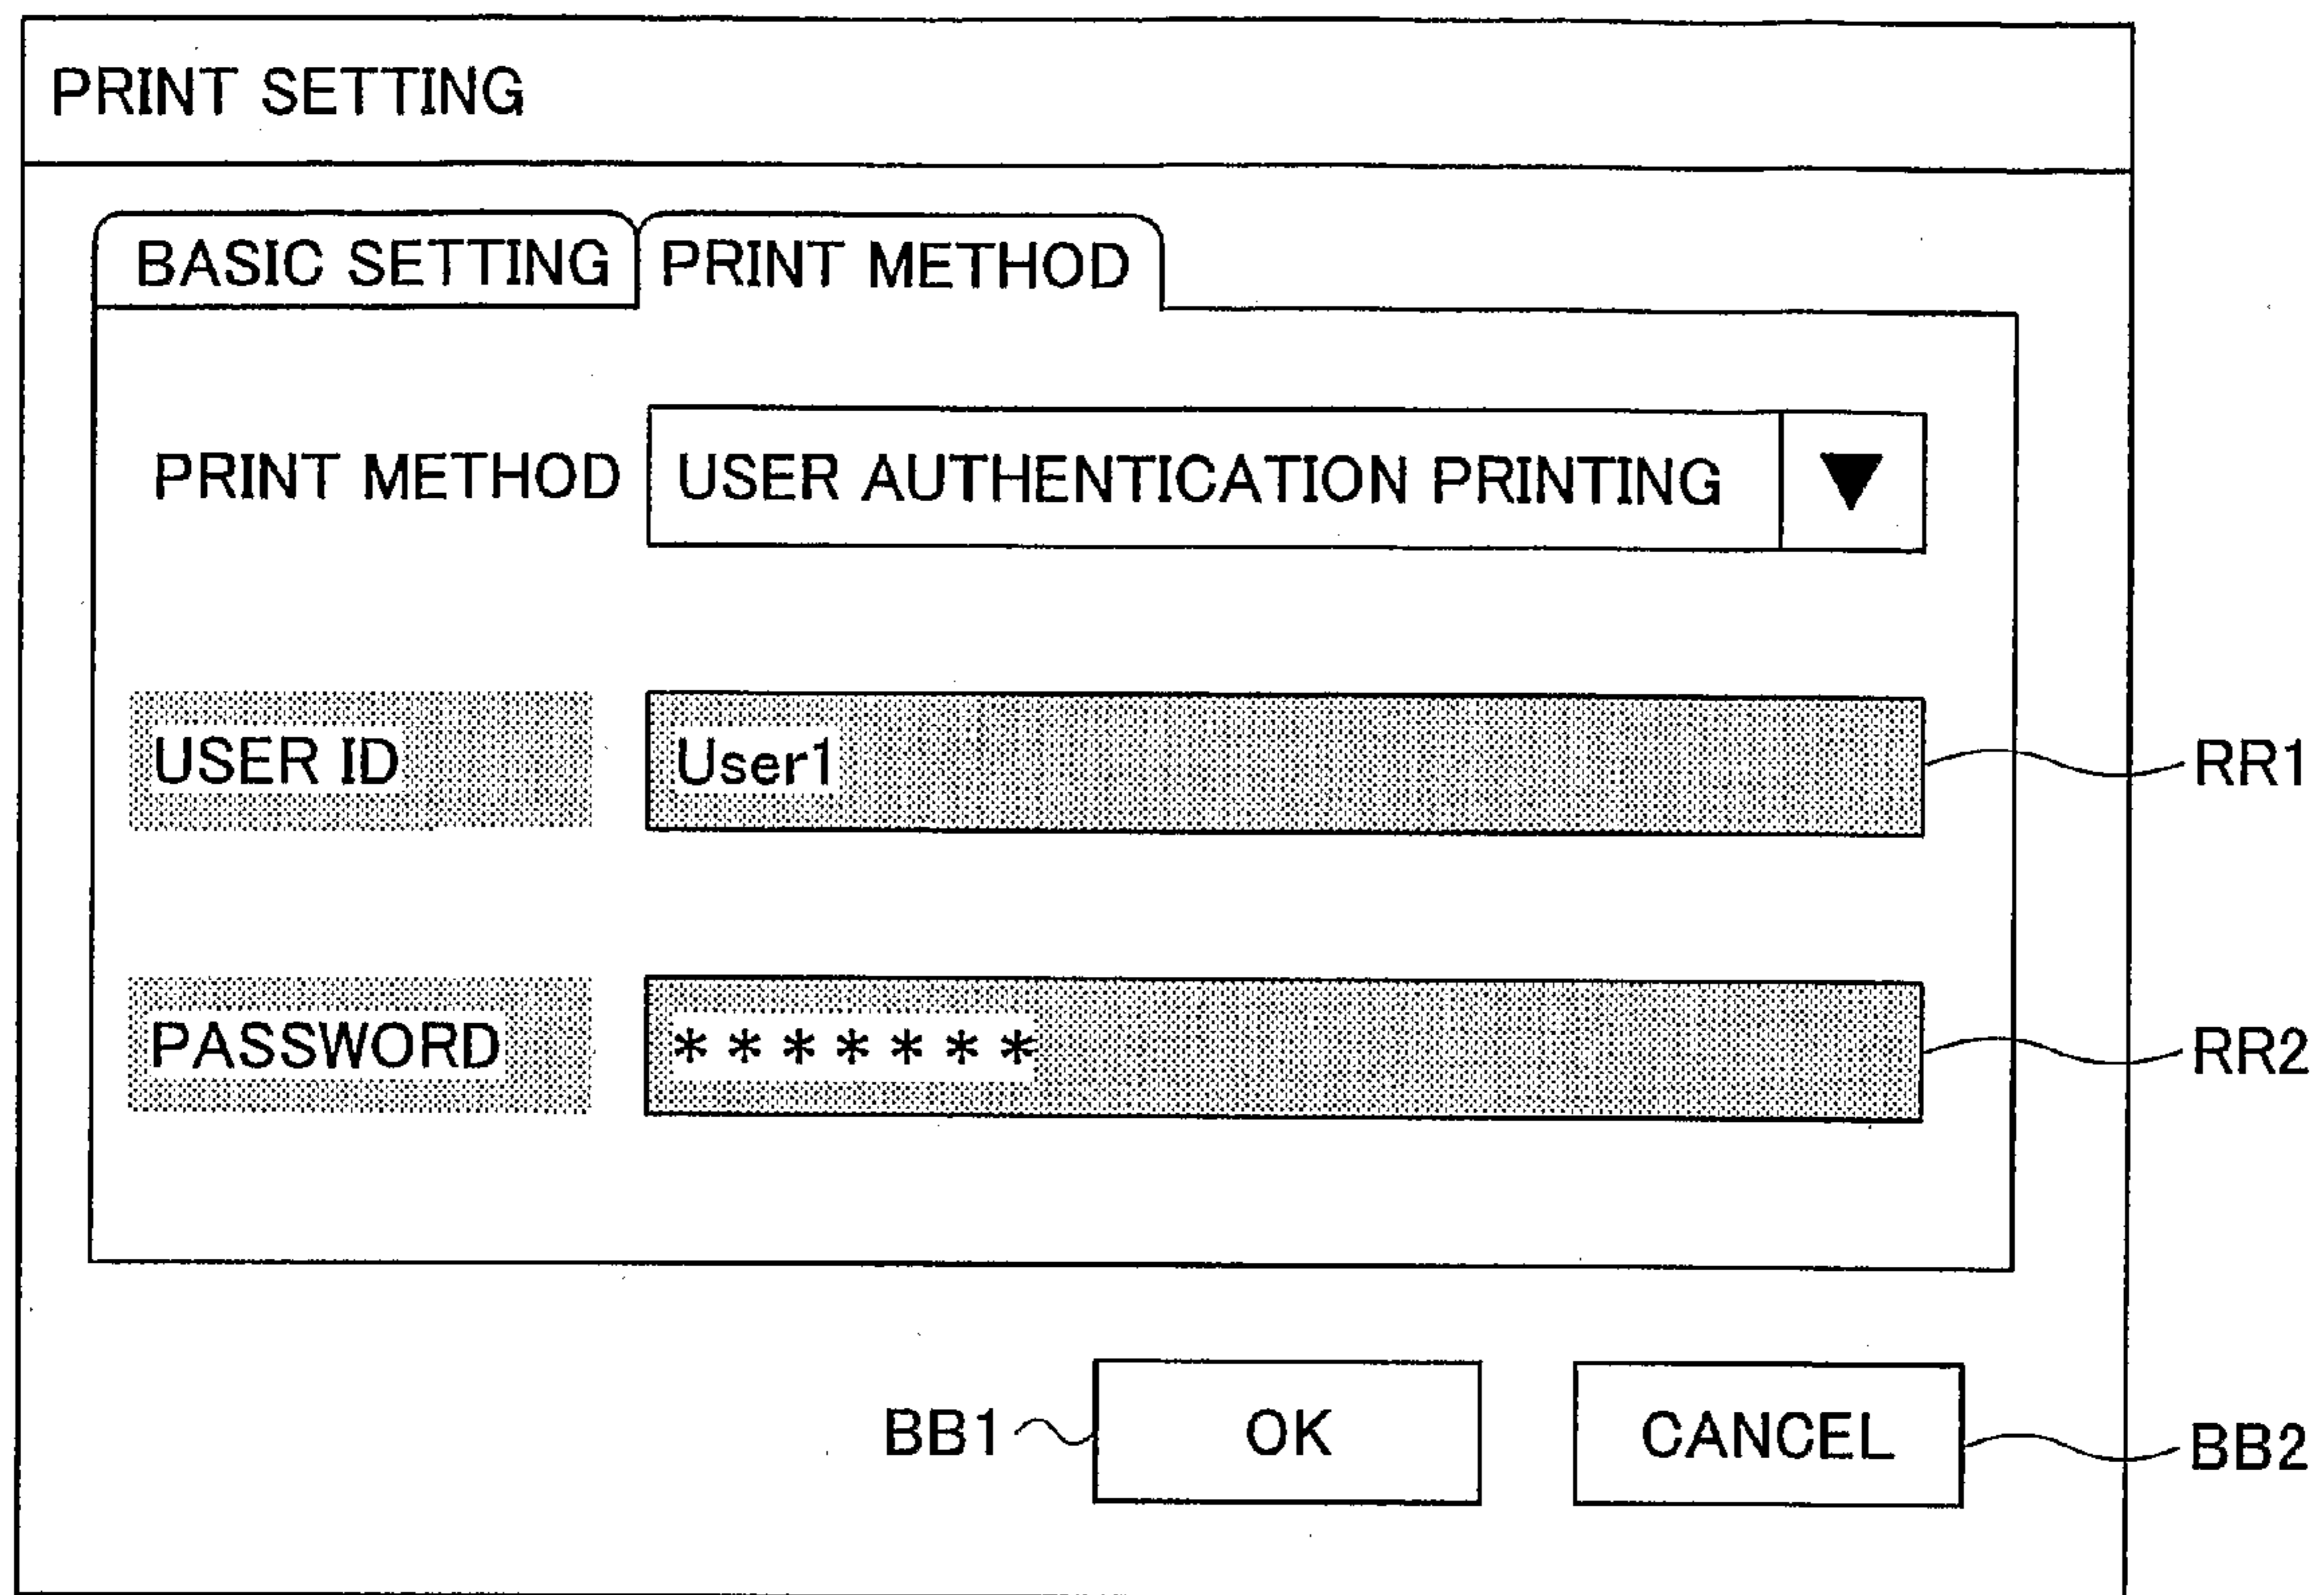 PRINT SETTING
BASIC SETTING PRINT METHOD
PRINT METHOD USER AUTHENTICATION PRINTING ▼
USER ID User1 RR1
PASSWORD ******* RR2
BB1 OK CANCEL BB2